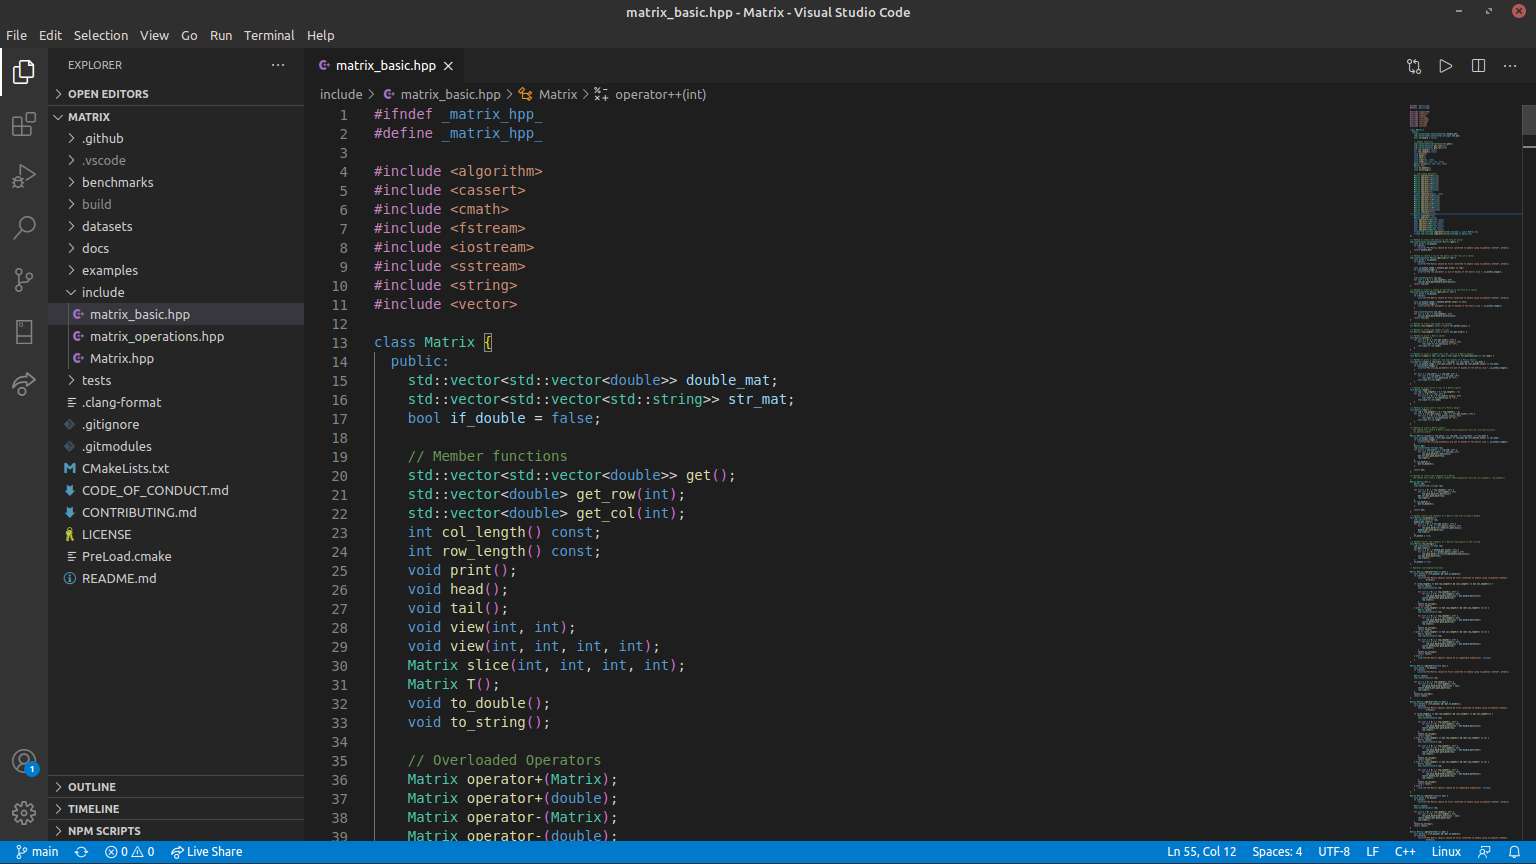 matrix_basic.hpp - Matrix - Visual Studio Code
File Edit Selection View Go Run Terminal Help
EXPLORER
OPEN EDITORS
MATRIX
.github
.vscode
benchmarks
build
datasets
docs
examples
include
matrix_basic.hpp
matrix_operations.hpp
Matrix.hpp
tests
.clang-format
.gitignore
.gitmodules
CMakeLists.txt
CODE_OF_CONDUCT.md
CONTRIBUTING.md
LICENSE
PreLoad.cmake
README.md
OUTLINE
TIMELINE
NPM SCRIPTS
1
matrix_basic.hpp
include > matrix_basic.hpp > Matrix > operator++(int)
1 #ifndef _matrix_hpp_
2 #define _matrix_hpp_
3
4 #include <algorithm>
5 #include <cassert>
6 #include <cmath>
7 #include <fstream>
8 #include <iostream>
9 #include <sstream>
10 #include <string>
11 #include <vector>
12
13 class Matrix {
14 public:
15 std::vector<std::vector<double>> double_mat;
16 std::vector<std::vector<std::string>> str_mat;
17 bool if_double = false;
18
19 // Member functions
20 std::vector<std::vector<double>> get();
21 std::vector<double> get_row(int);
22 std::vector<double> get_col(int);
23 int col_length() const;
24 int row_length() const;
25 void print();
26 void head();
27 void tail();
28 void view(int, int);
29 void view(int, int, int, int);
30 Matrix slice(int, int, int, int);
31 Matrix T();
32 void to_double();
33 void to_string();
34
35 // Overloaded Operators
36 Matrix operator+(Matrix);
37 Matrix operator+(double);
38 Matrix operator-(Matrix);
39 Matrix operator-(double);
main 0 0 Live Share Ln 55, Col 12 Spaces: 4 UTF-8 LF C++ Linux